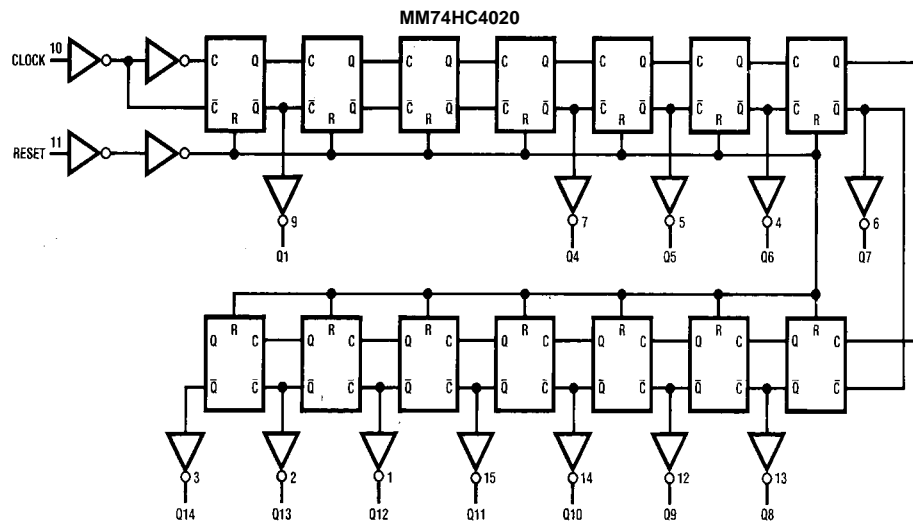 MM74HC4020
CLOCK 10
C Q C Q C Q C Q C Q C Q C Q
C̅ Q̅ C̅ Q̅ C̅ Q̅ C̅ Q̅ C̅ Q̅ C̅ Q̅ C̅ Q̅
R R R R R R R
RESET 11
9 7 5 4 6
Q1 Q4 Q5 Q6 Q7
R R R R R R R
Q C Q C Q C Q C Q C Q C Q C
Q̅ C̅ Q̅ C̅ Q̅ C̅ Q̅ C̅ Q̅ C̅ Q̅ C̅ Q̅ C̅
3 2 1 15 14 12 13
Q14 Q13 Q12 Q11 Q10 Q9 Q8